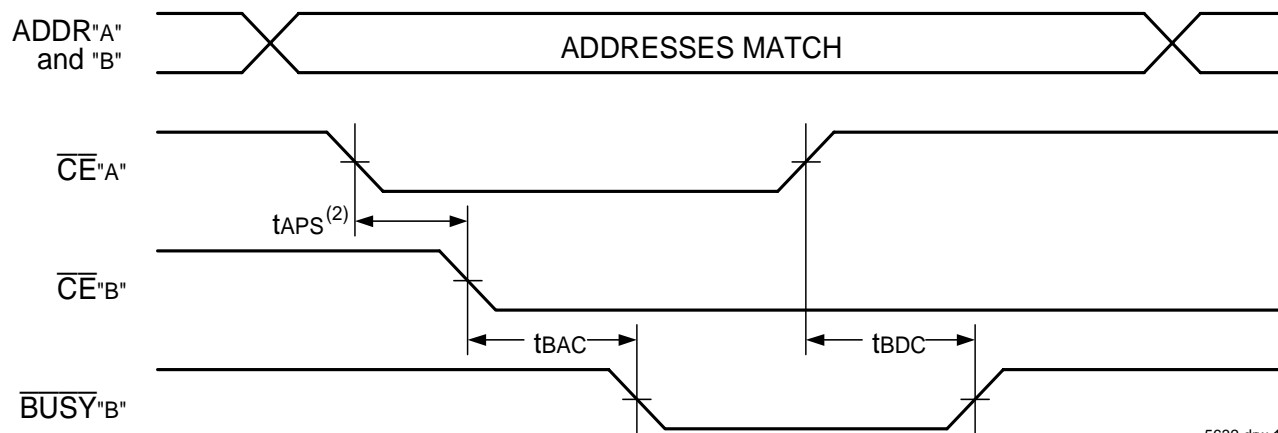 ADDR"A"
and "B"
ADDRESSES MATCH
CE"A"
tAPS(2)
CE"B"
tBAC
tBDC
BUSY"B"